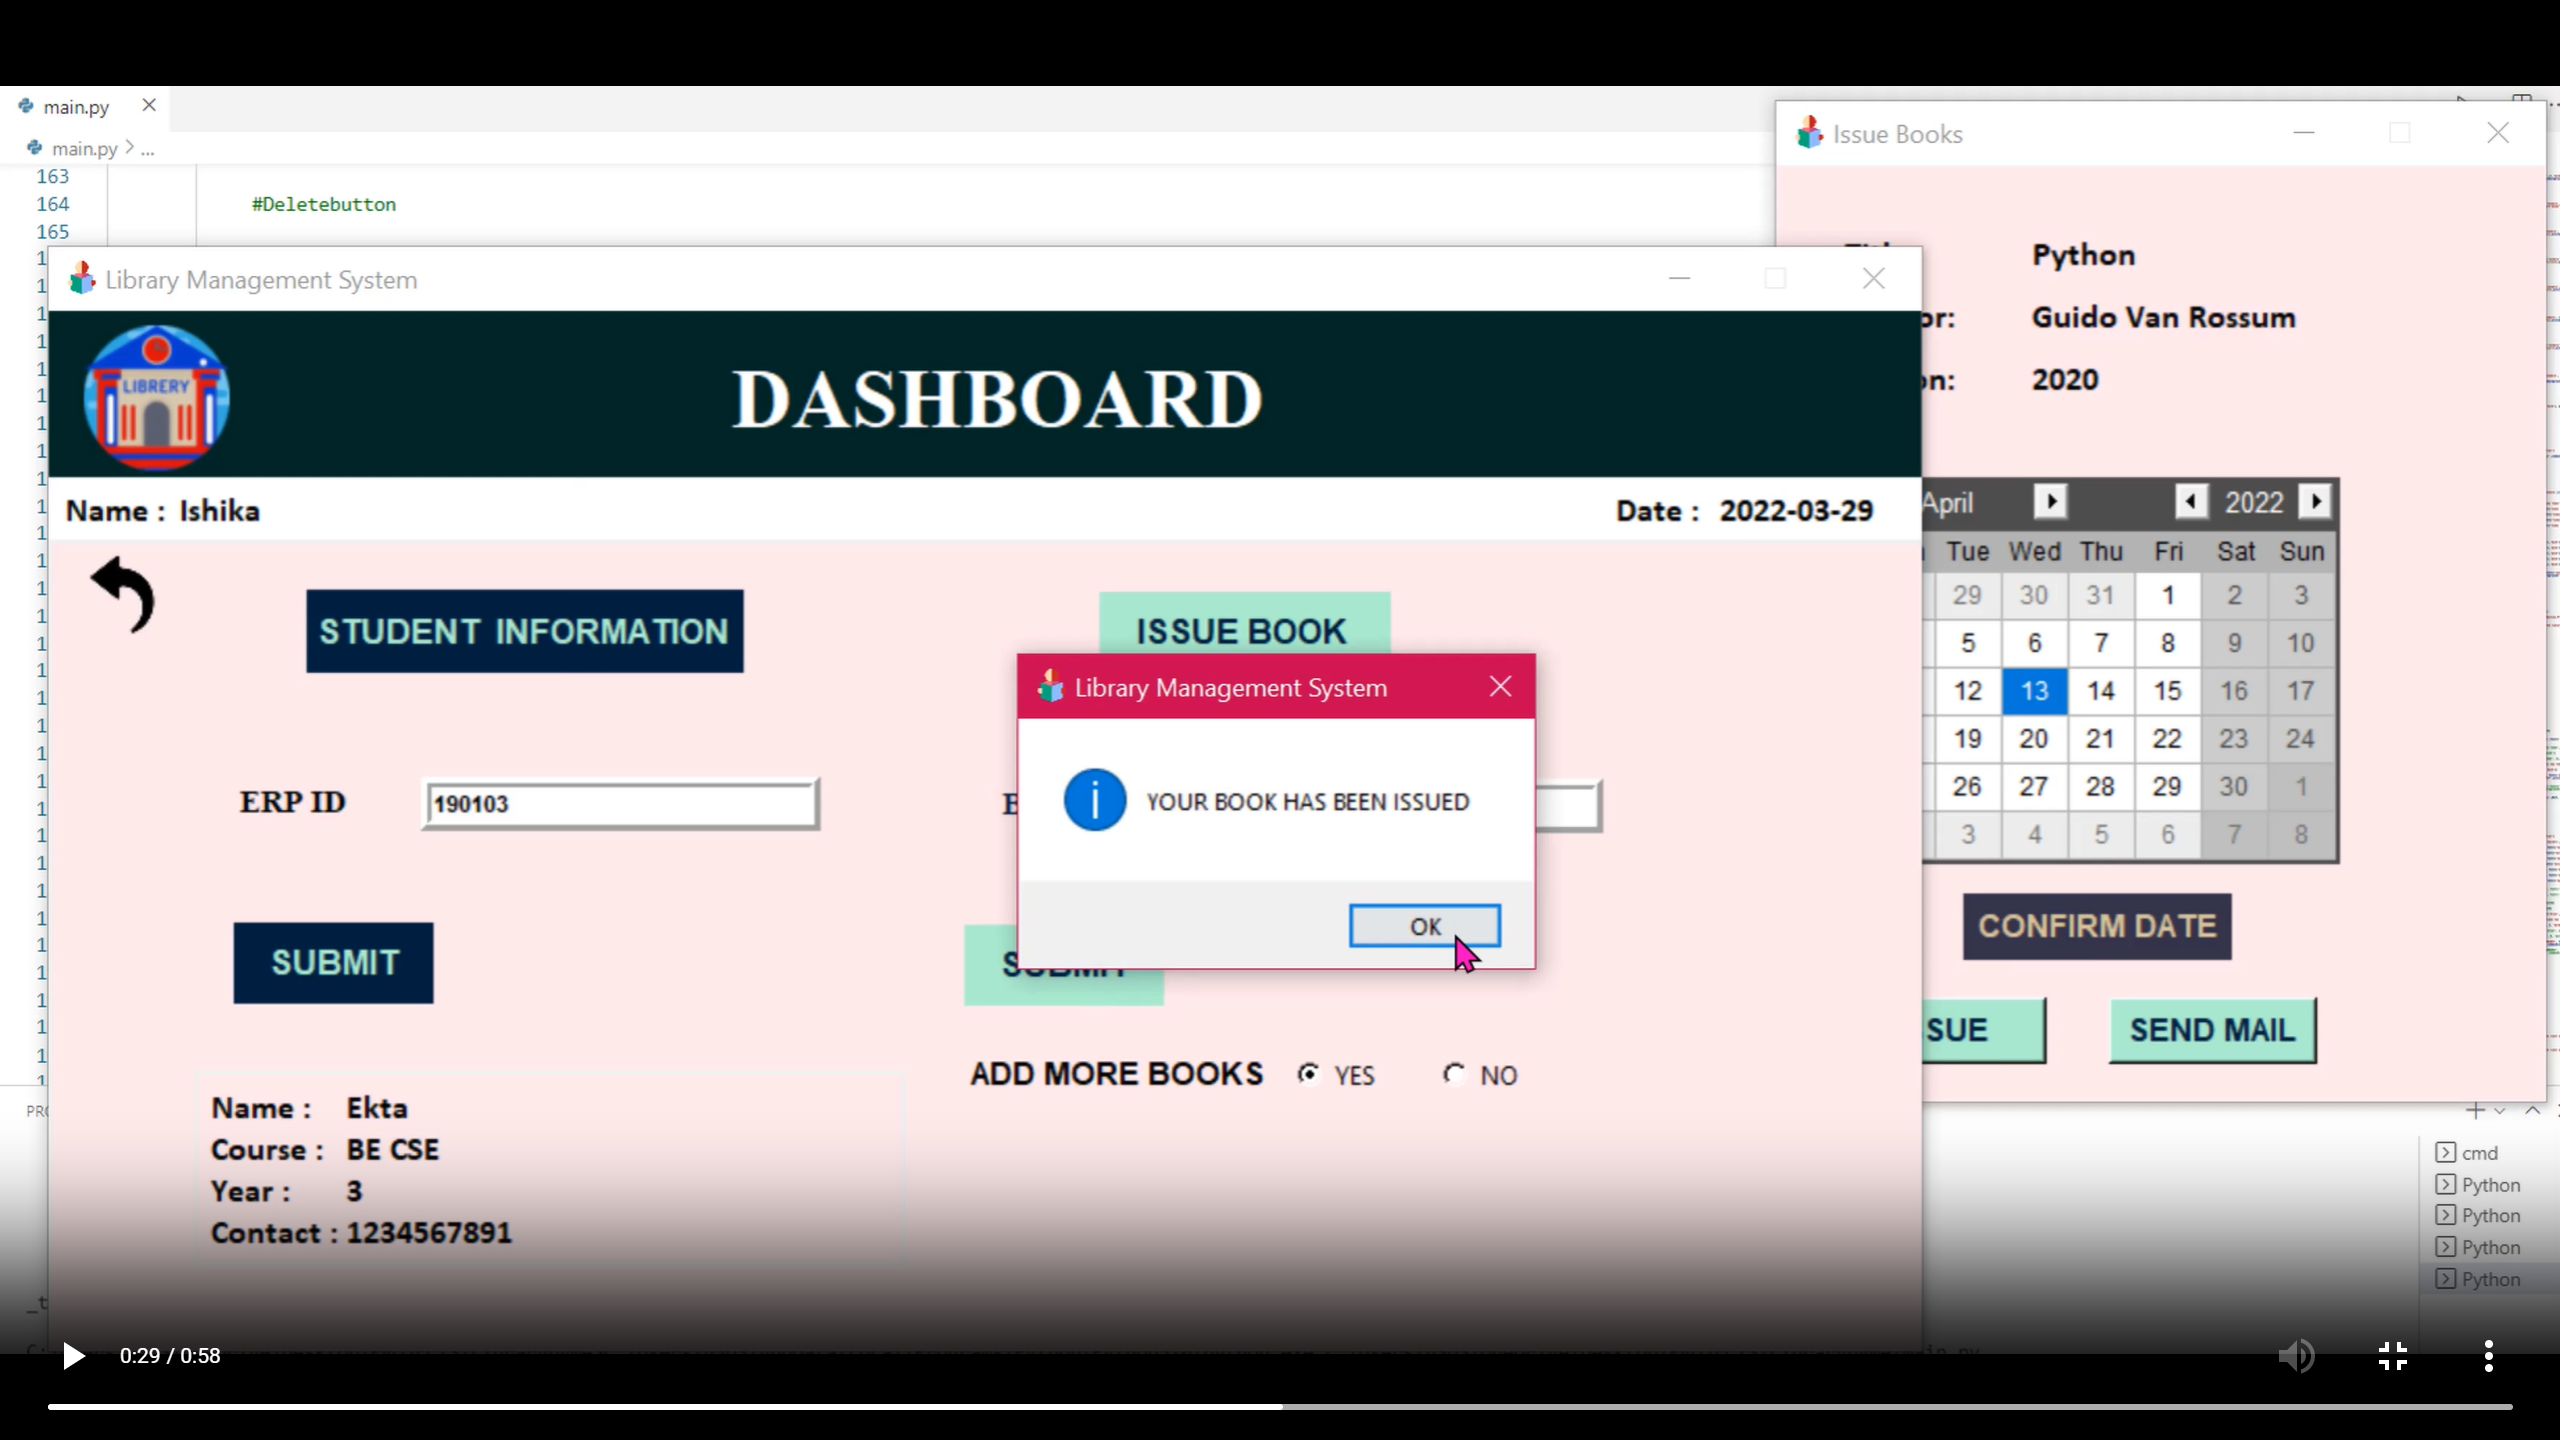 main.py
main.py > ...
163
164 #Deletebutton
165
Issue Books
Python
Guido Van Rossum
2020
Library Management System
LIBRERY
DASHBOARD
Name : Ishika
Date : 2022-03-29
STUDENT INFORMATION
ISSUE BOOK
April 2022
Tue Wed Thu Fri Sat Sun
29 30 31 1 2 3
5 6 7 8 9 10
12 13 14 15 16 17
19 20 21 22 23 24
26 27 28 29 30 1
3 4 5 6 7 8
CONFIRM DATE
SEND MAIL
ERP ID 190103
SUBMIT
Library Management System
YOUR BOOK HAS BEEN ISSUED
OK
SUBMIT
ADD MORE BOOKS YES NO
Name : Ekta
Course : BE CSE
Year : 3
Contact : 1234567891
cmd
Python
Python
Python
Python
0:29 / 0:58